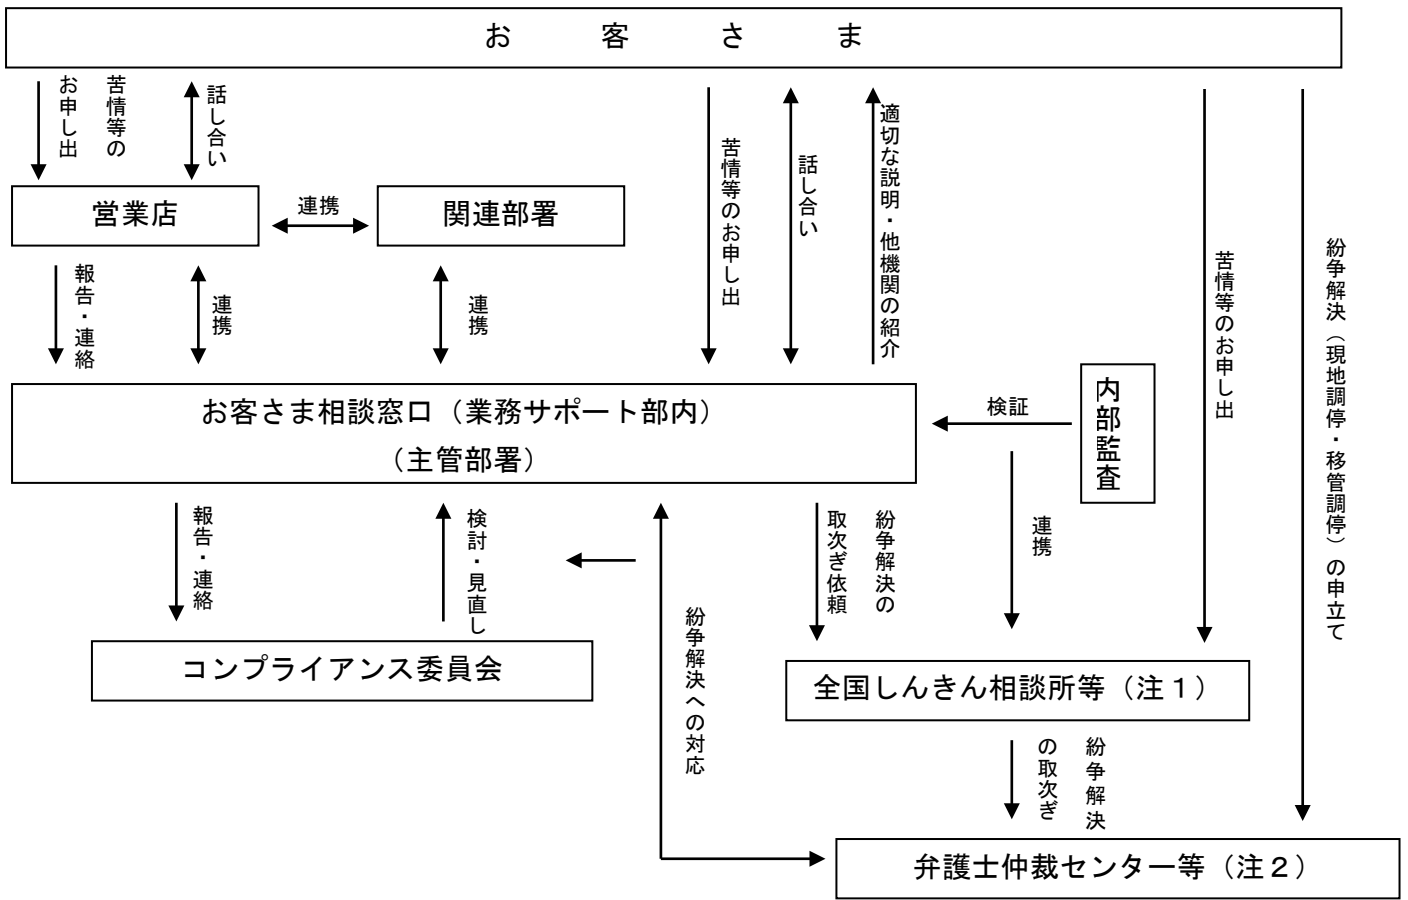 お客さま
苦情等の
お申し出
話し合い
苦情等のお申し出
話し合い
適切な説明・他機関の紹介
苦情等のお申し出
紛争解決（現地調停・移管調停）の申立て
営業店
連携
関連部署
報告・連絡
連携
連携
お客さま相談窓口（業務サポート部内）
（主管部署）
検証
内部監査
報告・連絡
検討・見直し
紛争解決への対応
紛争解決の
取次ぎ依頼
連携
コンプライアンス委員会
全国しんきん相談所等（注１）
紛争解決
の取次ぎ
弁護士仲裁センター等（注２）